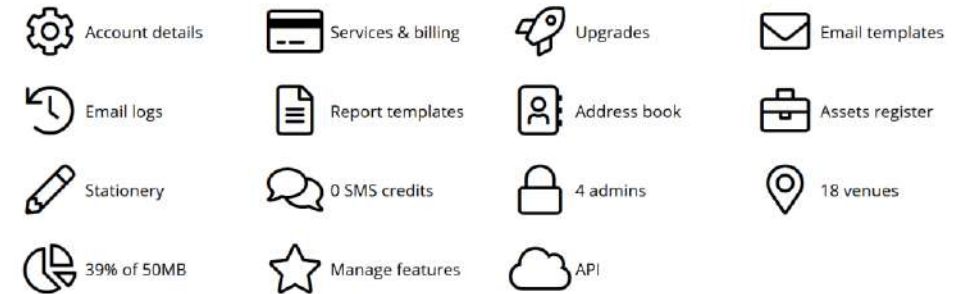 Account details
Services & billing
Upgrades
Email templates
Email logs
Report templates
Address book
Assets register
Stationery
0 SMS credits
4 admins
18 venues
39% of 50MB
Manage features
API